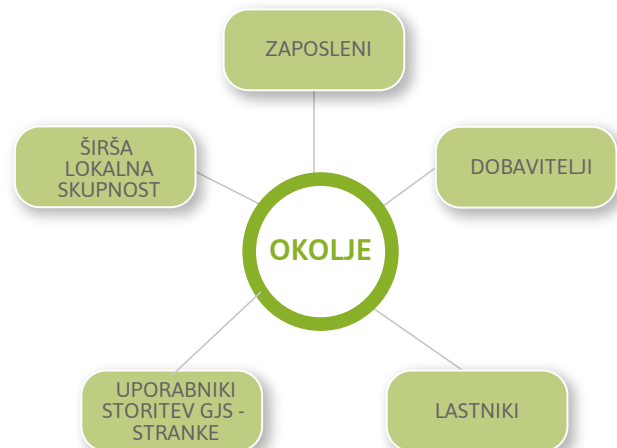 ZAPOSLENI
ŠIRŠA
LOKALNA
SKUPNOST
DOBAVITELJI
OKOLJE
UPORABNIKI
STORITEV GJS -
STRANKE
LASTNIKI